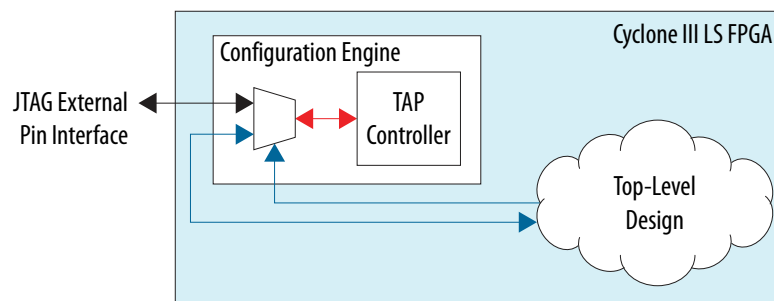 Cyclone III LS FPGA
Configuration Engine
JTAG External
Pin Interface
TAP
Controller
Top-Level
Design